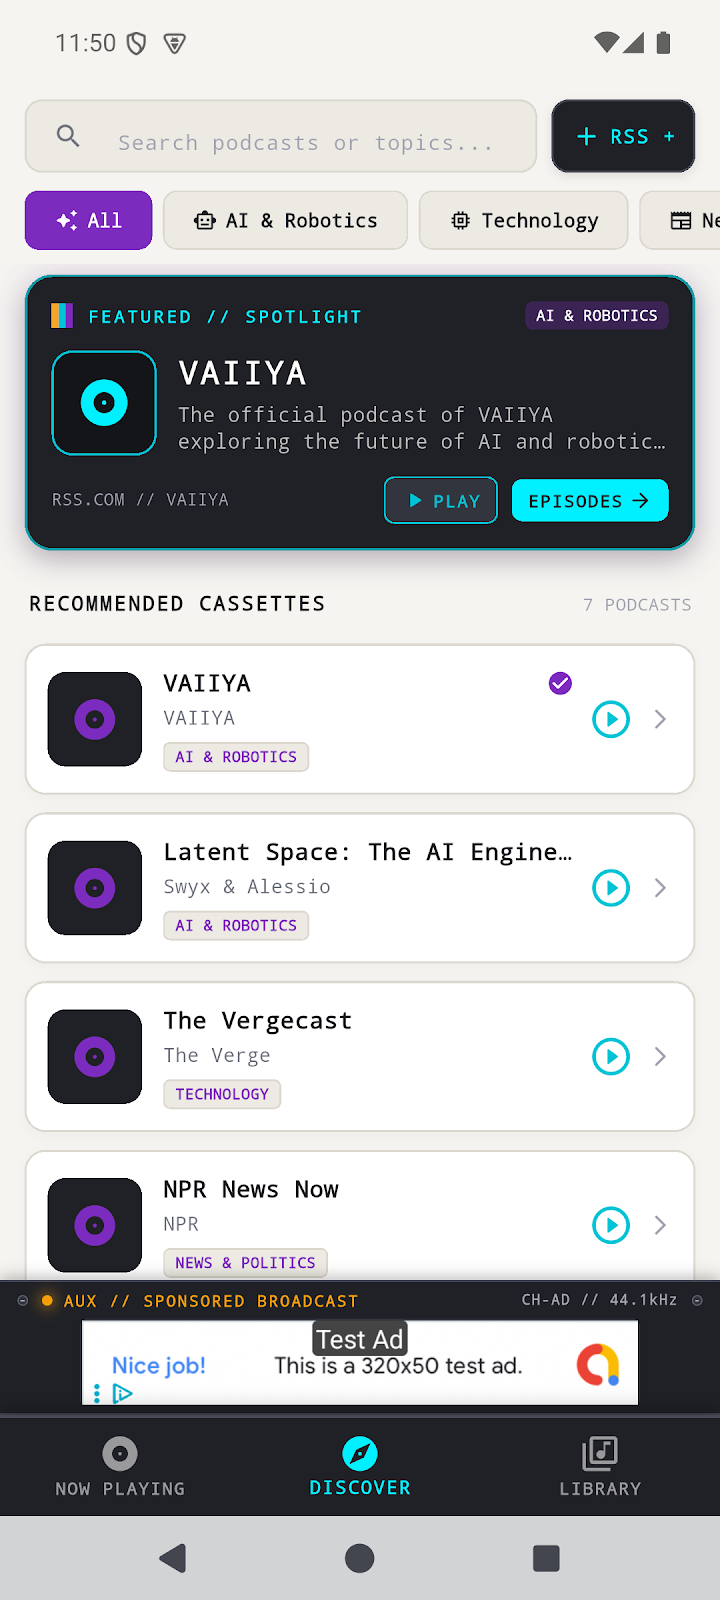 11:50
Search podcasts or topics...
+ RSS +
All
AI & Robotics
Technology
Ne
FEATURED // SPOTLIGHT
AI & ROBOTICS
VAIIYA
The official podcast of VAIIYA
exploring the future of AI and robotic…
RSS.COM // VAIIYA
PLAY
EPISODES →
RECOMMENDED CASSETTES
7 PODCASTS
VAIIYA
VAIIYA
AI & ROBOTICS
Latent Space: The AI Engine…
Swyx & Alessio
AI & ROBOTICS
The Vergecast
The Verge
TECHNOLOGY
NPR News Now
NPR
NEWS & POLITICS
AUX // SPONSORED BROADCAST
CH-AD // 44.1kHz
Test Ad
Nice job!
This is a 320x50 test ad.
NOW PLAYING
DISCOVER
LIBRARY